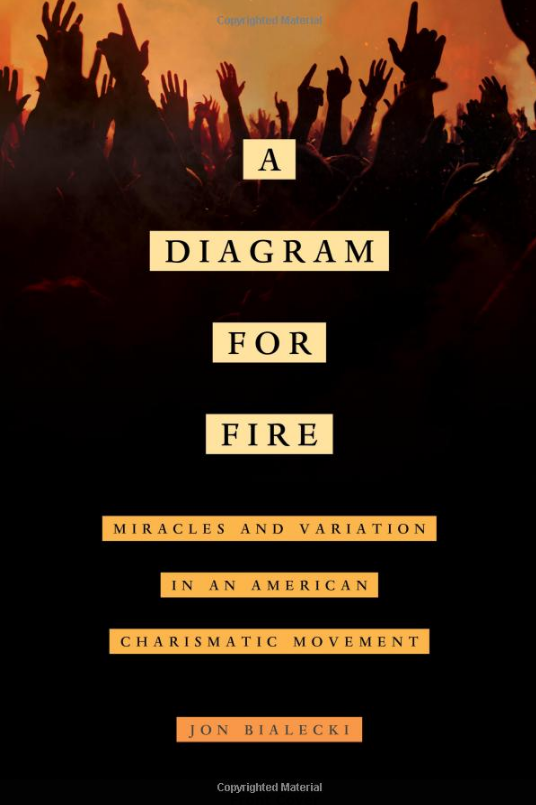 Copyrighted Material
A
DIAGRAM
FOR
FIRE
MIRACLES AND VARIATION
IN AN AMERICAN
CHARISMATIC MOVEMENT
JON BIALECKI
Copyrighted Material